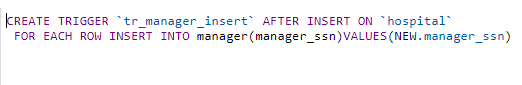 CREATE TRIGGER `tr_manager_insert` AFTER INSERT ON `hospital`
FOR EACH ROW INSERT INTO manager(manager_ssn)VALUES(NEW.manager_ssn)